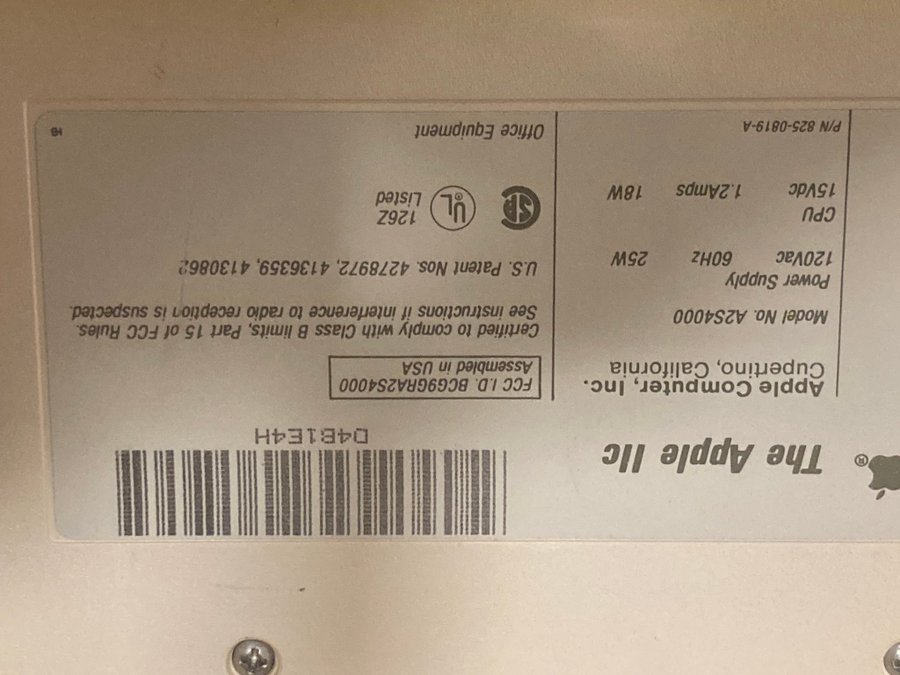 The Apple IIc
®
Apple Computer, Inc.
Cupertino, California
Model No. A2S4000
Power Supply
120Vac 60Hz 25W
CPU
15Vdc 1.2Amps 18W
P/N 825-0819-A
D4B1E4H
FCC I.D. BCG9GRA2S4000
Assembled in USA
Certified to comply with Class B limits, Part 15 of FCC Rules.
See instructions if interference to radio reception is suspected.
U.S. Patent Nos. 4278972, 4136359, 4130862
SA
UL
®
126Z
Listed
Office Equipment